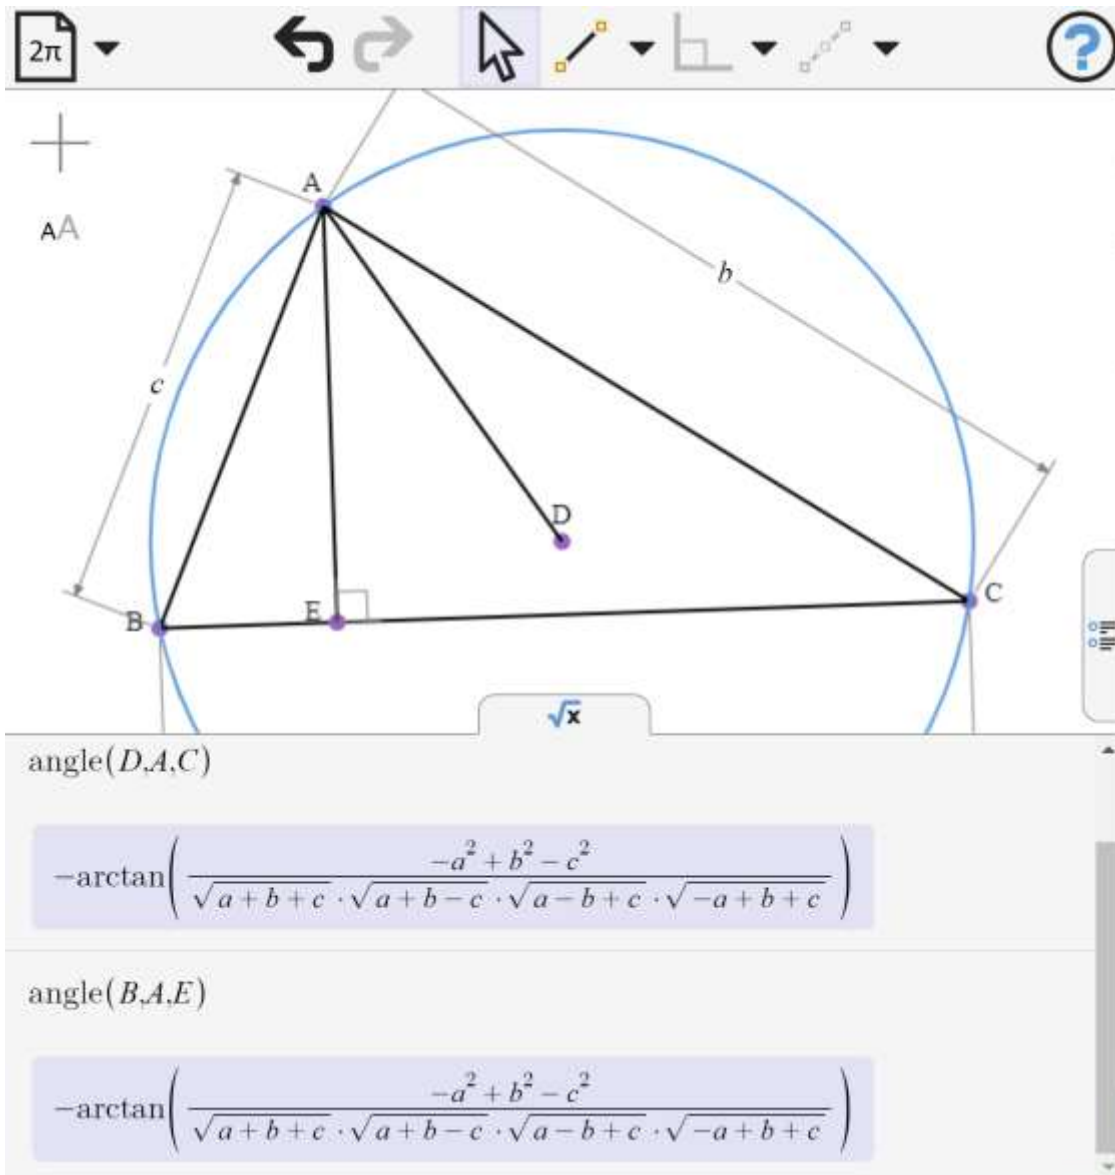 2π ?
AA
A
b
c
D
B E C
√x
angle(D,A,C)
−arctan( (−a² + b² − c²) / (√(a + b + c) · √(a + b − c) · √(a − b + c) · √(−a + b + c)) )
angle(B,A,E)
−arctan( (−a² + b² − c²) / (√(a + b + c) · √(a + b − c) · √(a − b + c) · √(−a + b + c)) )